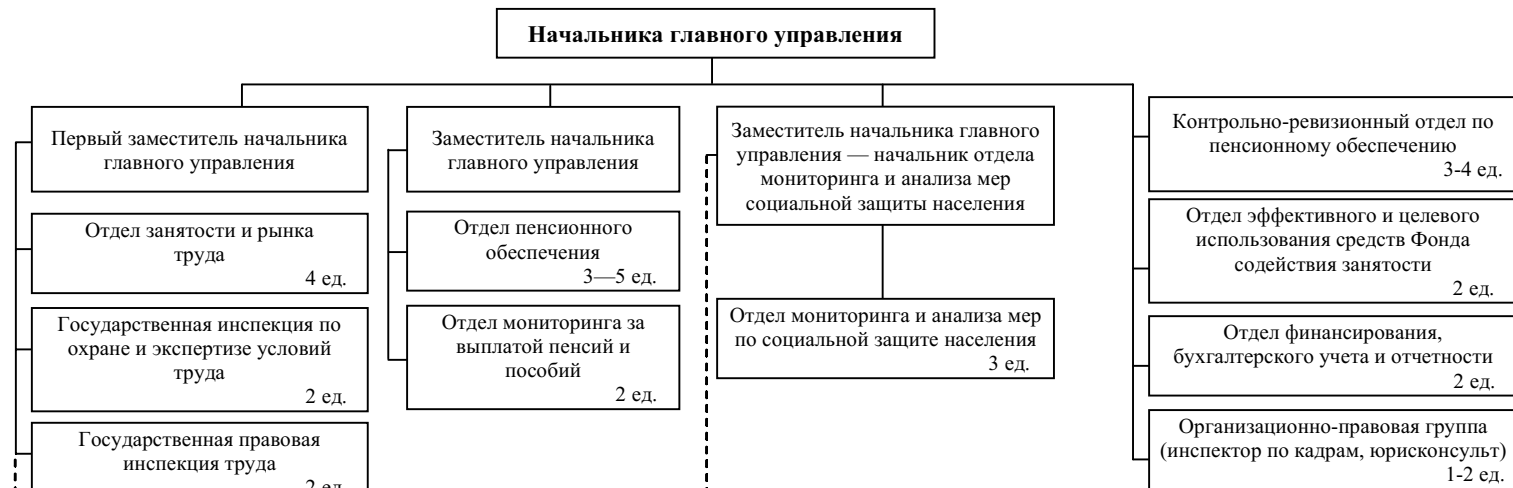 Начальника главного управления
Первый заместитель начальника
главного управления
Отдел занятости и рынка
труда
4 ед.
Государственная инспекция по
охране и экспертизе условий
труда
2 ед.
Государственная правовая
инспекция труда
2 ед.
Заместитель начальника
главного управления
Отдел пенсионного
обеспечения
3—5 ед.
Отдел мониторинга за
выплатой пенсий и
пособий
2 ед.
Заместитель начальника главного
управления — начальник отдела
мониторинга и анализа мер
социальной защиты населения
Отдел мониторинга и анализа мер
по социальной защите населения
3 ед.
Контрольно-ревизионный отдел по
пенсионному обеспечению
3-4 ед.
Отдел эффективного и целевого
использования средств Фонда
содействия занятости
2 ед.
Отдел финансирования,
бухгалтерского учета и отчетности
2 ед.
Организационно-правовая группа
(инспектор по кадрам, юрисконсульт)
1-2 ед.